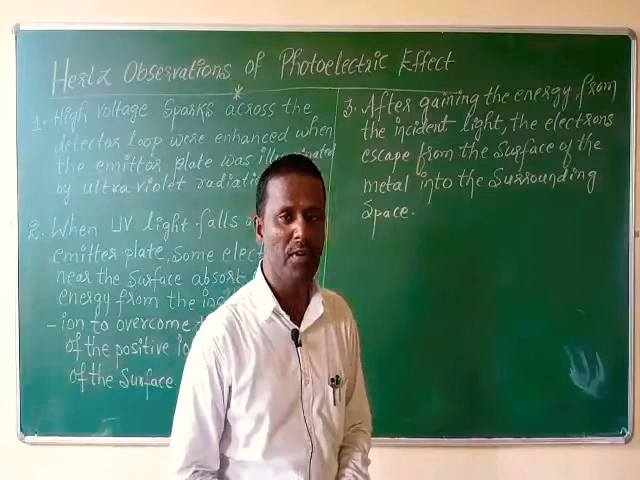 Hertz Observations of Photoelectric Effect
1. High Voltage Sparks across the
detector loop were enhanced when
the emitter plate was illuminated
by ultraviolet
2. When UV light falls
emitter plate, Some
near the Surface absorb
energy from the
-ion to overcome
of the positive
of the Surface.
3. After gaining the energy from
the incident light, the electrons
escape from the Surface of the
metal into the Surrounding
Space.